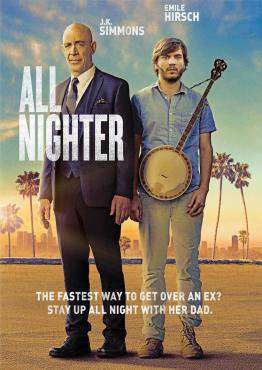 J.K.
SIMMONS
EMILE
HIRSCH
ALL
NIGHTER
THE FASTEST WAY TO GET OVER AN EX?
STAY UP ALL NIGHT WITH HER DAD.